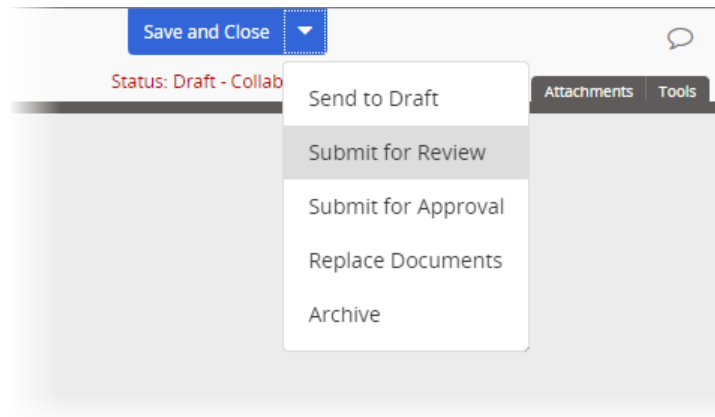 Save and Close
Status: Draft - Collab
Attachments Tools
Send to Draft
Submit for Review
Submit for Approval
Replace Documents
Archive